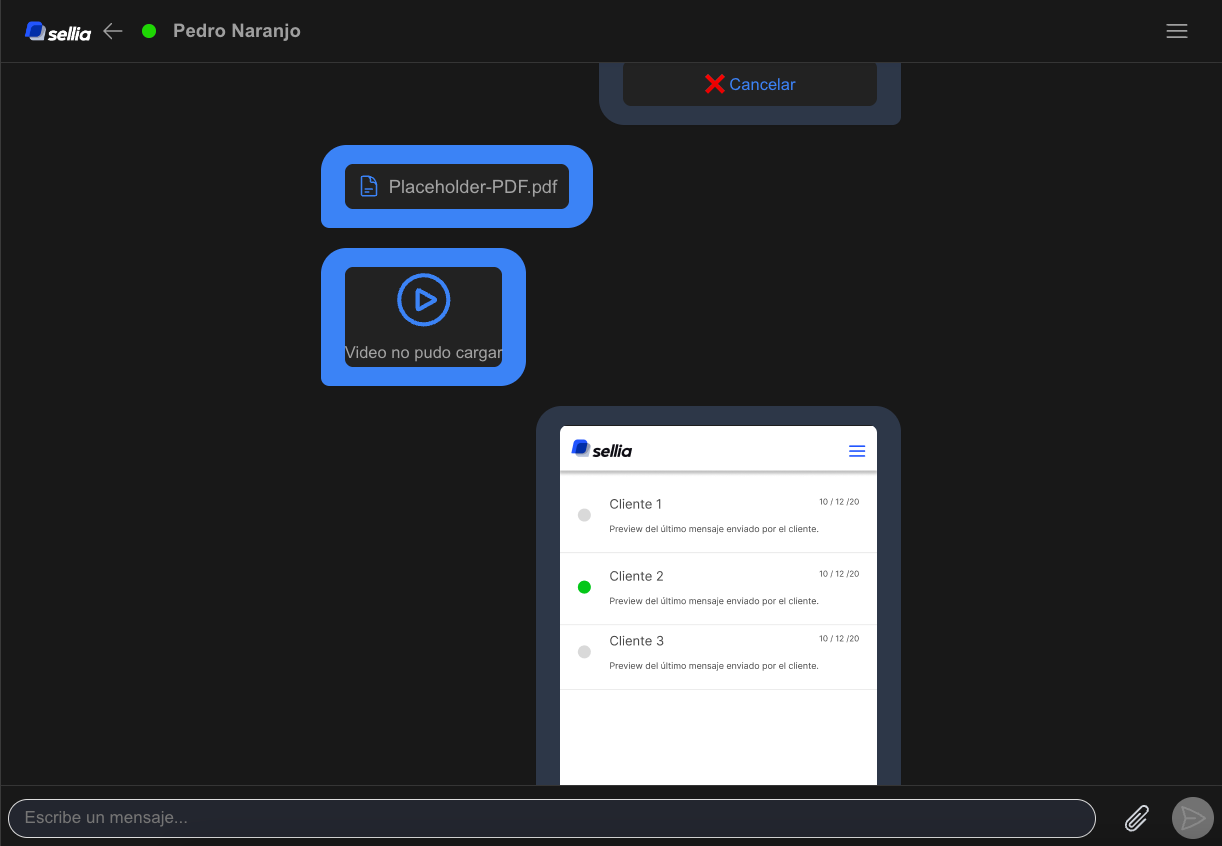 sellia
Pedro Naranjo
❌ Cancelar
Placeholder-PDF.pdf
Video no pudo cargar
sellia
Cliente 1
10 / 12 /20
Preview del último mensaje enviado por el cliente.
Cliente 2
10 / 12 /20
Preview del último mensaje enviado por el cliente.
Cliente 3
10 / 12 /20
Preview del último mensaje enviado por el cliente.
Escribe un mensaje...